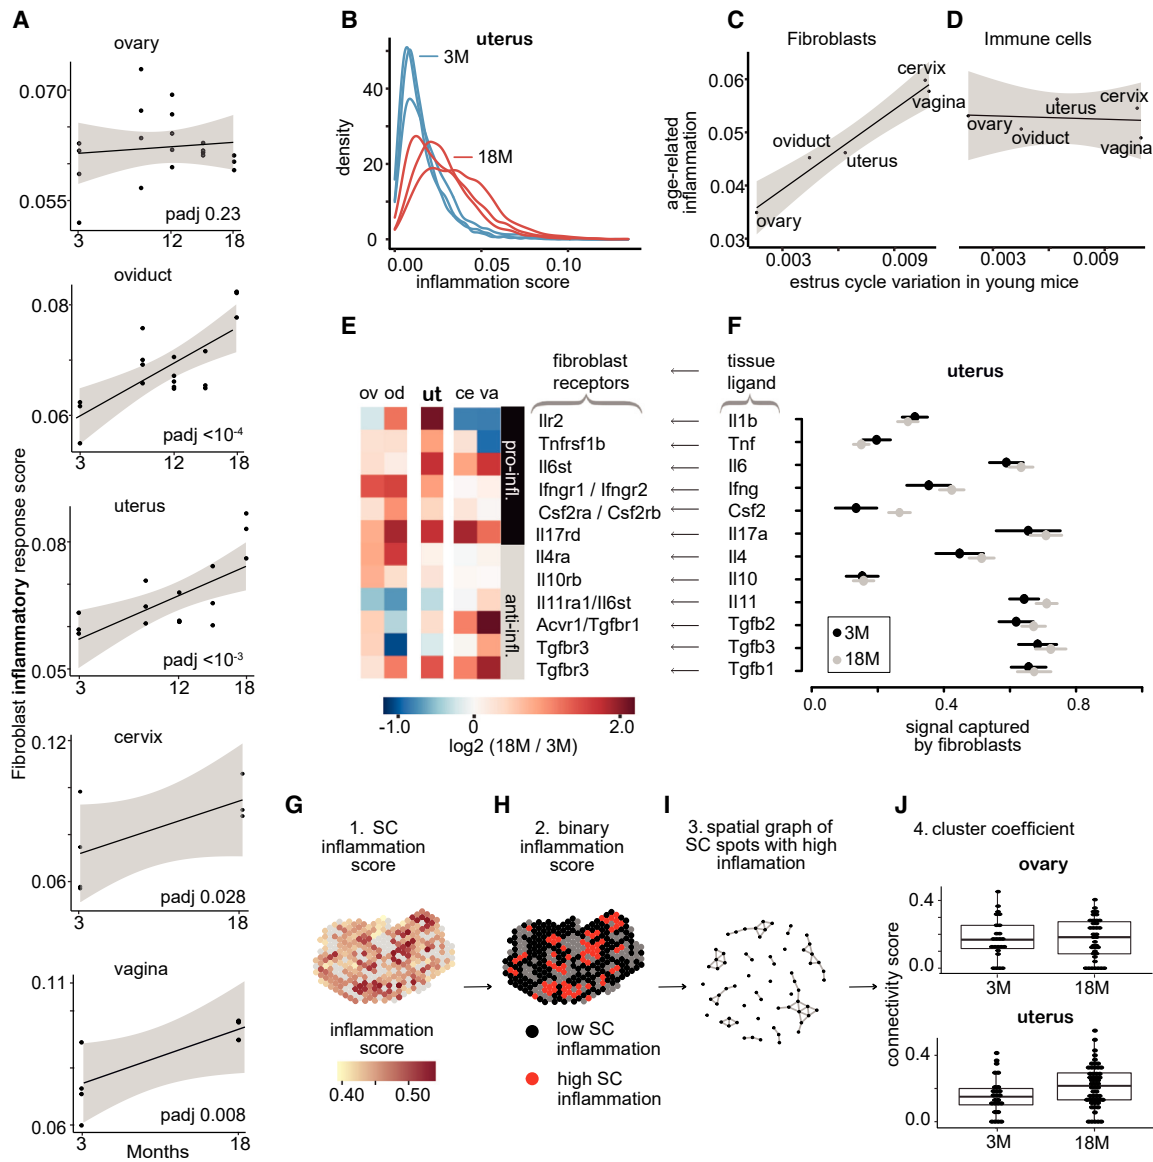 A
Fibroblast inflammatory response score
ovary
0.070
0.055
padj 0.23
3
12
18
oviduct
0.08
0.06
padj <10-4
3
12
18
uterus
0.08
0.05
padj <10-3
3
12
18
cervix
0.12
0.06
padj 0.028
3
18
vagina
0.11
0.06
padj 0.008
3
18
Months
B
uterus
3M
18M
density
40
20
0
0.00
0.05
0.10
inflammation score
C
Fibroblasts
age-related
inflammation
0.06
0.05
0.04
0.03
cervix
vagina
oviduct
uterus
ovary
0.003
0.009
D
Immune cells
ovary
oviduct
uterus
cervix
vagina
0.003
0.009
estrus cycle variation in young mice
E
fibroblast
receptors
←
tissue
ligand
ov od ut ce va
Ilr2 ← Il1b
Tnfrsf1b ← Tnf
Il6st ← Il6
Ifngr1 / Ifngr2 ← Ifng
Csf2ra / Csf2rb ← Csf2
Il17rd ← Il17a
Il4ra ← Il4
Il10rb ← Il10
Il11ra1/Il6st ← Il11
Acvr1/Tgfbr1 ← Tgfb2
Tgfbr3 ← Tgfb3
Tgfbr3 ← Tgfb1
pro-infl.
anti-infl.
-1.0
0
2.0
log2 (18M / 3M)
F
uterus
3M
18M
0.0
0.4
0.8
signal captured
by fibroblasts
G
1. SC
inflammation
score
inflammation
score
0.40
0.50
H
2. binary
inflammation
score
low SC
inflammation
high SC
inflammation
I
3. spatial graph of
SC spots with high
inflamation
J
4. cluster coefficient
connectivity score
ovary
0.4
0.0
3M
18M
uterus
0.4
0.0
3M
18M